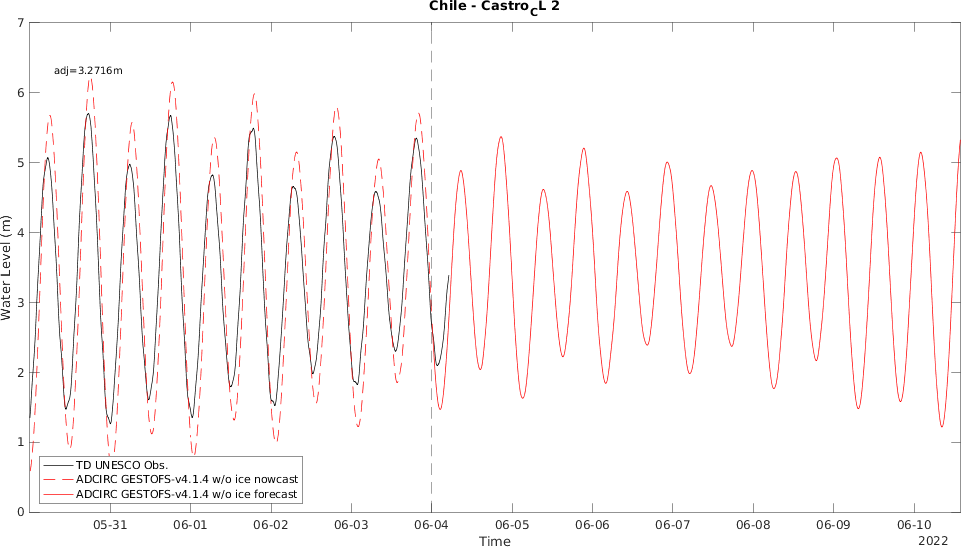 Chile - Castro_CL 2
7
adj=3.2716m
6
5
4
3
2
1
0
Water Level (m)
TD UNESCO Obs.
ADCIRC GESTOFS-v4.1.4 w/o ice nowcast
ADCIRC GESTOFS-v4.1.4 w/o ice forecast
05-31 06-01 06-02 06-03 06-04 06-05 06-06 06-07 06-08 06-09 06-10
Time
2022